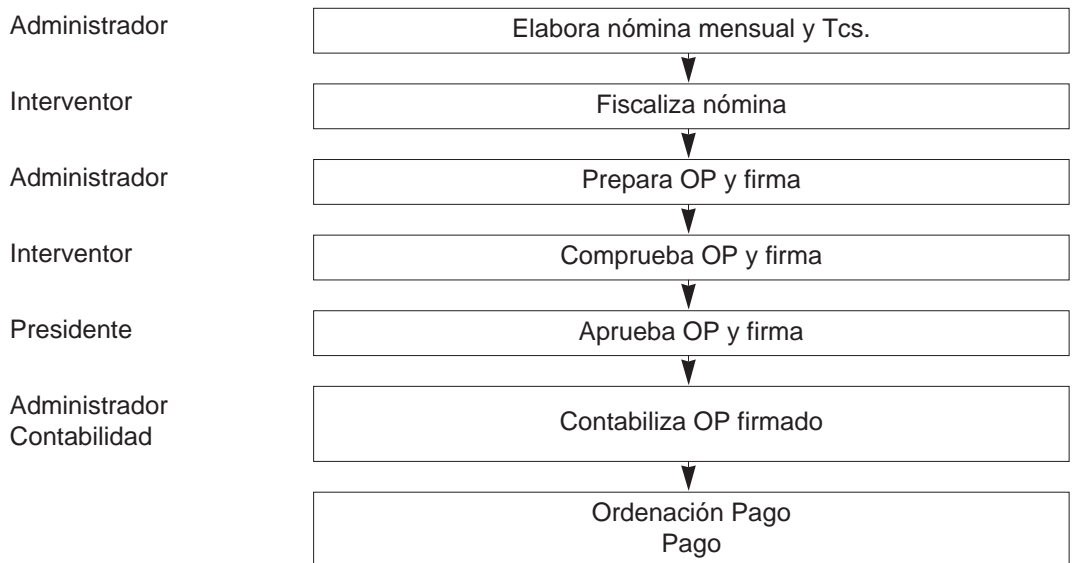 Administrador
Elabora nómina mensual y Tcs.
Interventor
Fiscaliza nómina
Administrador
Prepara OP y firma
Interventor
Comprueba OP y firma
Presidente
Aprueba OP y firma
Administrador
Contabilidad
Contabiliza OP firmado
Ordenación Pago
Pago